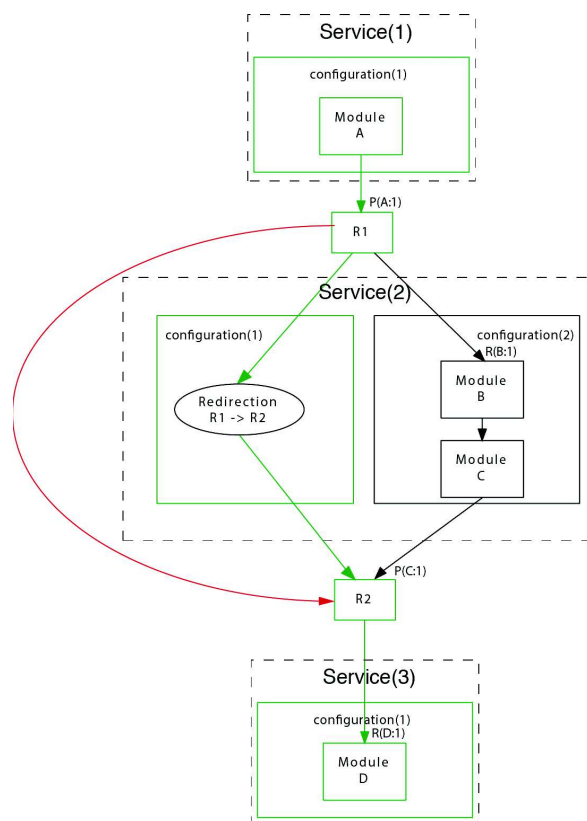 Service(1)
configuration(1)
Module
A
P(A:1)
R1
Service(2)
configuration(1)
configuration(2)
R(B:1)
Module
B
Redirection
R1 -> R2
Module
C
P(C:1)
R2
Service(3)
configuration(1)
R(D:1)
Module
D